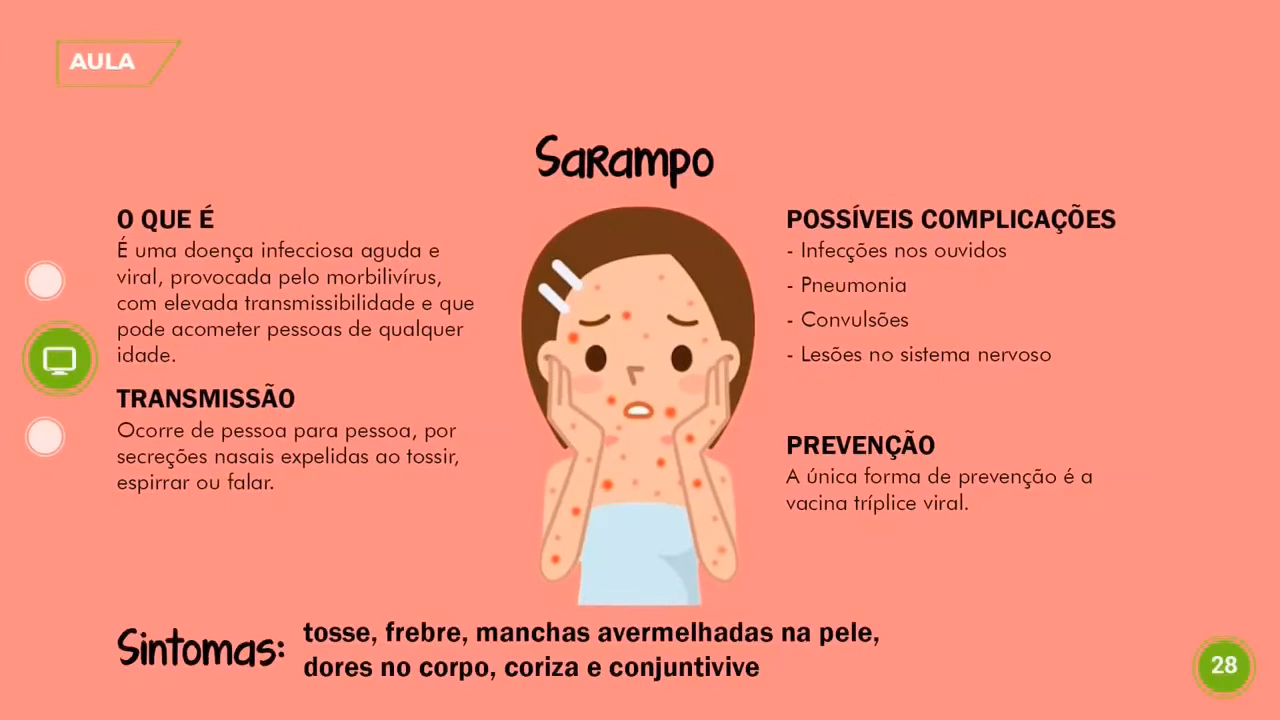 AULA
Sarampo
O QUE É
É uma doença infecciosa aguda e
viral, provocada pelo morbilivírus,
com elevada transmissibilidade e que
pode acometer pessoas de qualquer
idade.
TRANSMISSÃO
Ocorre de pessoa para pessoa, por
secreções nasais expelidas ao tossir,
espirrar ou falar.
POSSÍVEIS COMPLICAÇÕES
- Infecções nos ouvidos
- Pneumonia
- Convulsões
- Lesões no sistema nervoso
PREVENÇÃO
A única forma de prevenção é a
vacina tríplice viral.
Sintomas: tosse, frebre, manchas avermelhadas na pele,
dores no corpo, coriza e conjuntivive
28